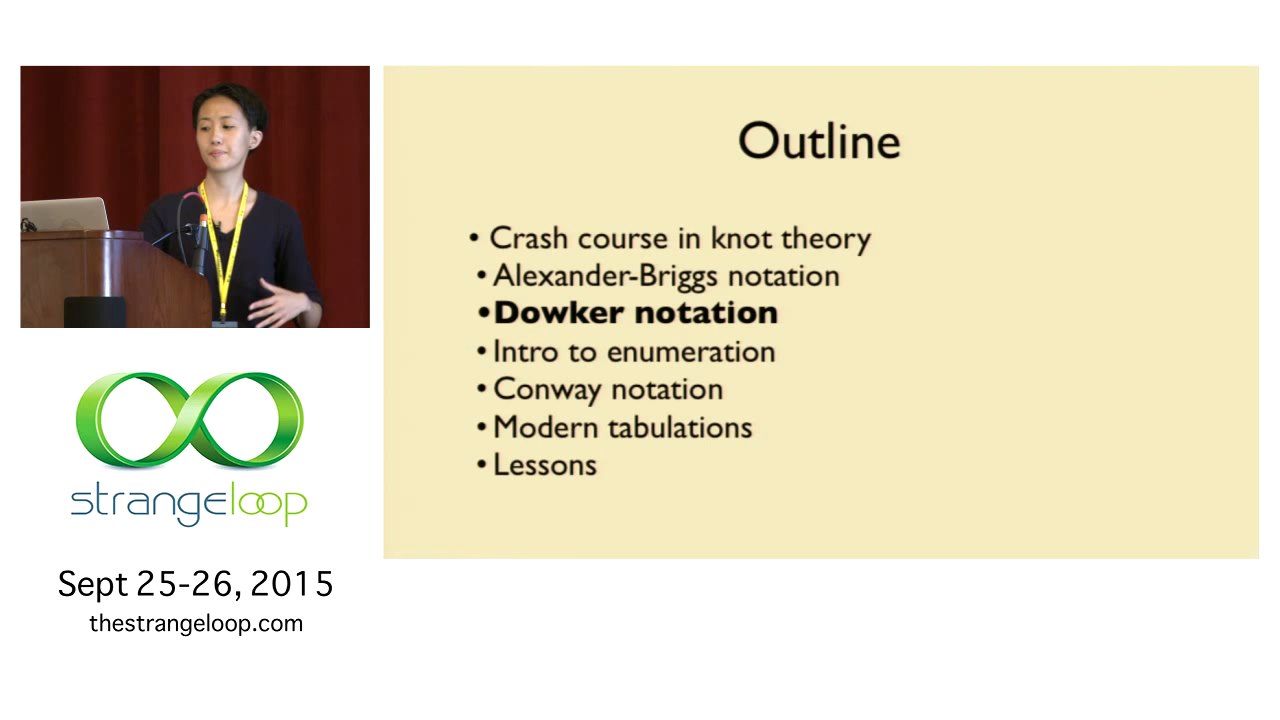 Outline
• Crash course in knot theory
• Alexander-Briggs notation
• Dowker notation
• Intro to enumeration
• Conway notation
• Modern tabulations
• Lessons
strangeloop
Sept 25-26, 2015
thestrangeloop.com